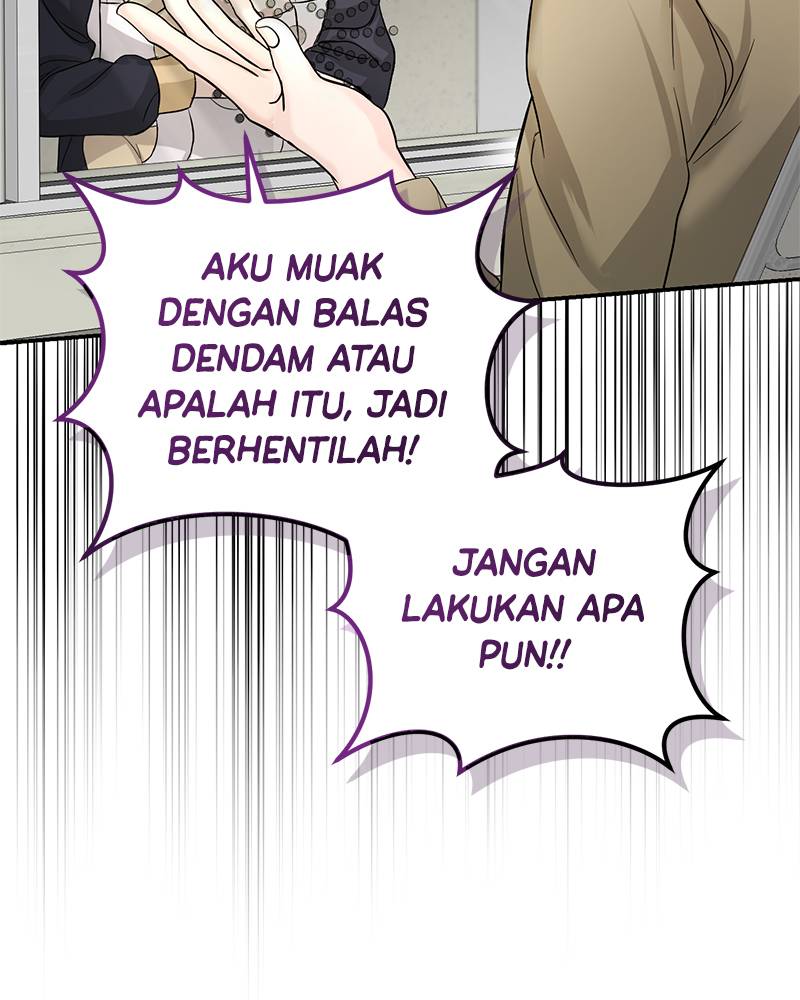 AKU MUAK
DENGAN BALAS
DENDAM ATAU
APALAH ITU, JADI
BERHENTILAH!
JANGAN
LAKUKAN APA
PUN!!